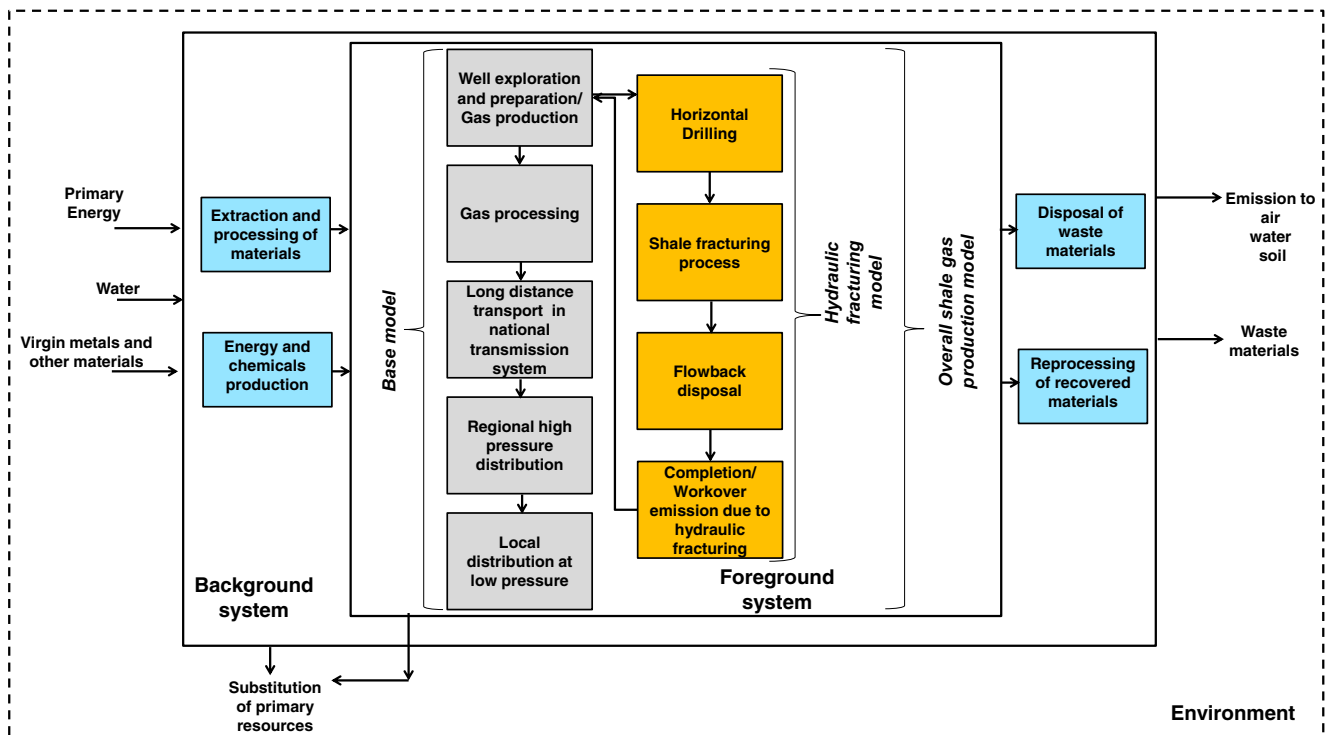 Primary
Energy
Water
Virgin metals and
other materials
Extraction and
processing of
materials
Energy and
chemicals
production
Background
system
Base model
Well exploration
and preparation/
Gas production
Gas processing
Long distance
transport in
national
transmission
system
Regional high
pressure
distribution
Local
distribution at
low pressure
Horizontal
Drilling
Shale fracturing
process
Flowback
disposal
Completion/
Workover
emission due to
hydraulic
fracturing
Hydraulic
fracturing
model
Foreground
system
Overall shale gas
production model
Disposal of
waste
materials
Reprocessing
of recovered
materials
Emission to
air
water
soil
Waste
materials
Substitution
of primary
resources
Environment